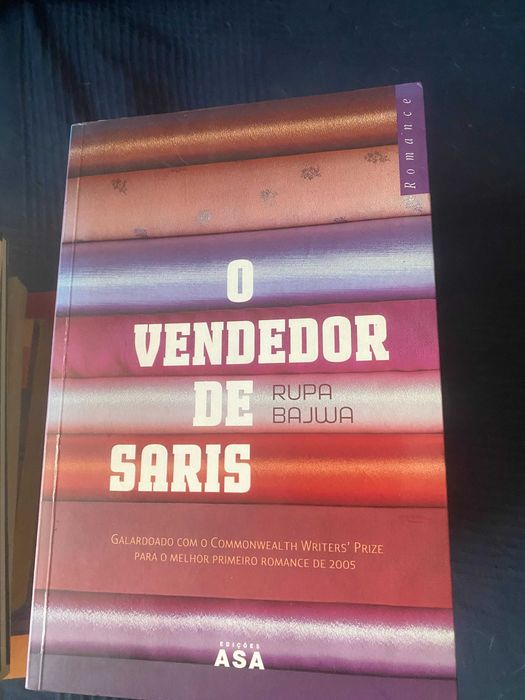 Romance
O
VENDEDOR
DE
SARIS
RUPA
BAJWA
GALARDOADO COM O COMMONWEALTH WRITERS' PRIZE
PARA O MELHOR PRIMEIRO ROMANCE DE 2005
EDIÇÕES
ASA